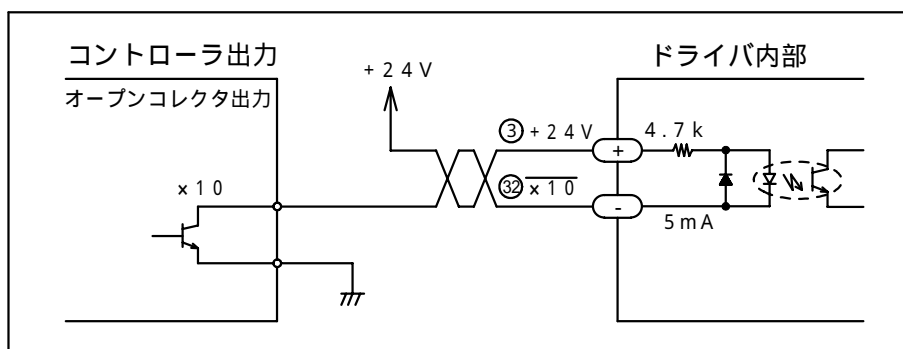 コントローラ出力
オープンコレクタ出力
+24V
ドライバ内部
③+24V
+
4.7k
×10
㉜×10
-
5mA